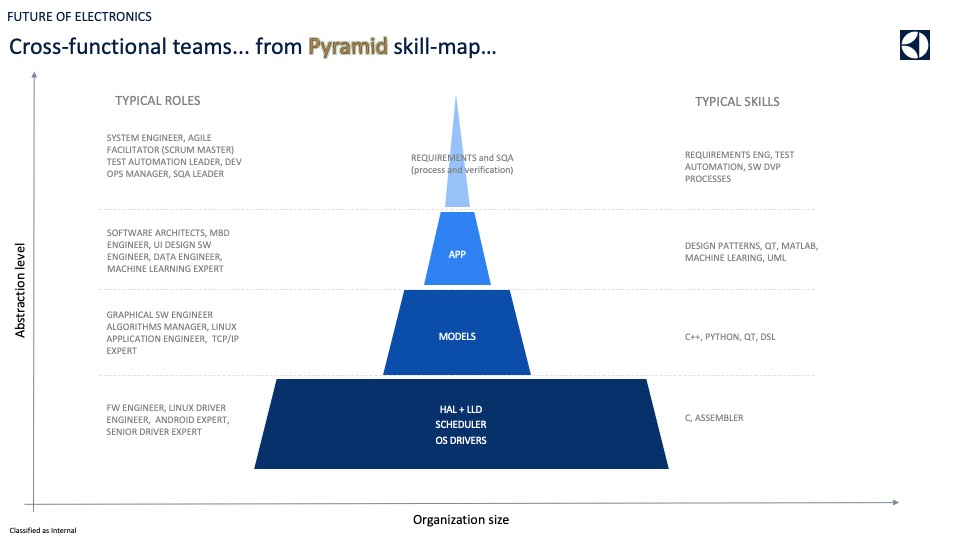 FUTURE OF ELECTRONICS
Cross-functional teams... from Pyramid skill-map...
TYPICAL ROLES
TYPICAL SKILLS
SYSTEM ENGINEER, AGILE
FACILITATOR (SCRUM MASTER)
TEST AUTOMATION LEADER, DEV
OPS MANAGER, SQA LEADER
REQUIREMENTS and SQA
(process and verification)
REQUIREMENTS ENG, TEST
AUTOMATION, SW DVP
PROCESSES
SOFTWARE ARCHITECTS, MBD
ENGINEER, UI DESIGN SW
ENGINEER, DATA ENGINEER,
MACHINE LEARNING EXPERT
APP
DESIGN PATTERNS, QT, MATLAB,
MACHINE LEARING, UML
GRAPHICAL SW ENGINEER
ALGORITHMS MANAGER, LINUX
APPLICATION ENGINEER, TCP/IP
EXPERT
MODELS
C++, PYTHON, QT, DSL
FW ENGINEER, LINUX DRIVER
ENGINEER, ANDROID EXPERT,
SENIOR DRIVER EXPERT
HAL + LLD
SCHEDULER
OS DRIVERS
C, ASSEMBLER
Abstraction level
Organization size
Classified as Internal